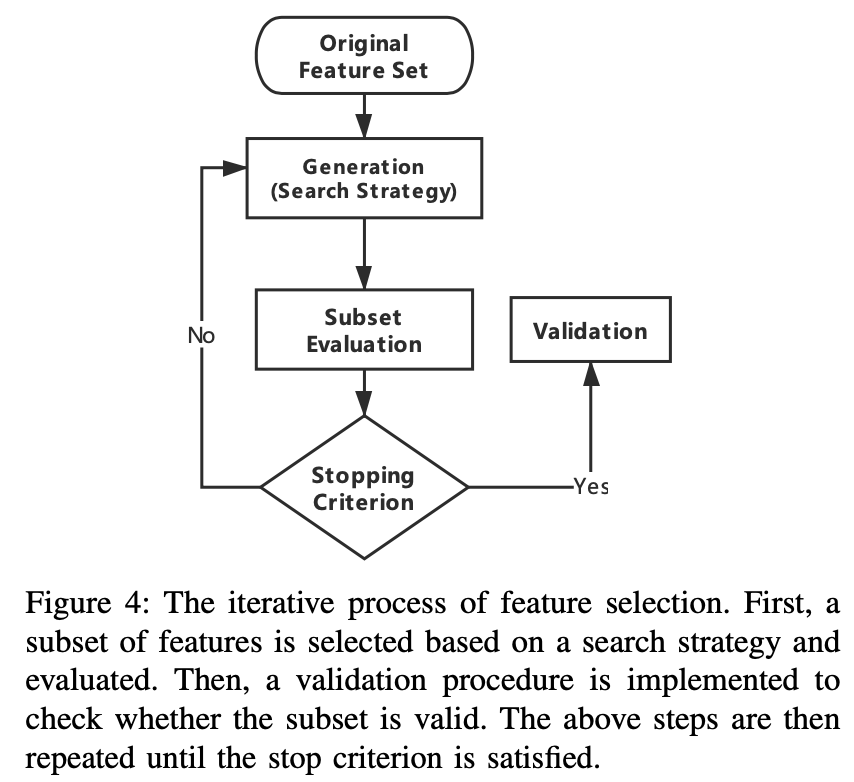 Original
Feature Set
Generation
(Search Strategy)
Subset
Evaluation
Validation
No
Stopping
Criterion
Yes
Figure 4: The iterative process of feature selection. First, a
subset of features is selected based on a search strategy and
evaluated. Then, a validation procedure is implemented to
check whether the subset is valid. The above steps are then
repeated until the stop criterion is satisfied.